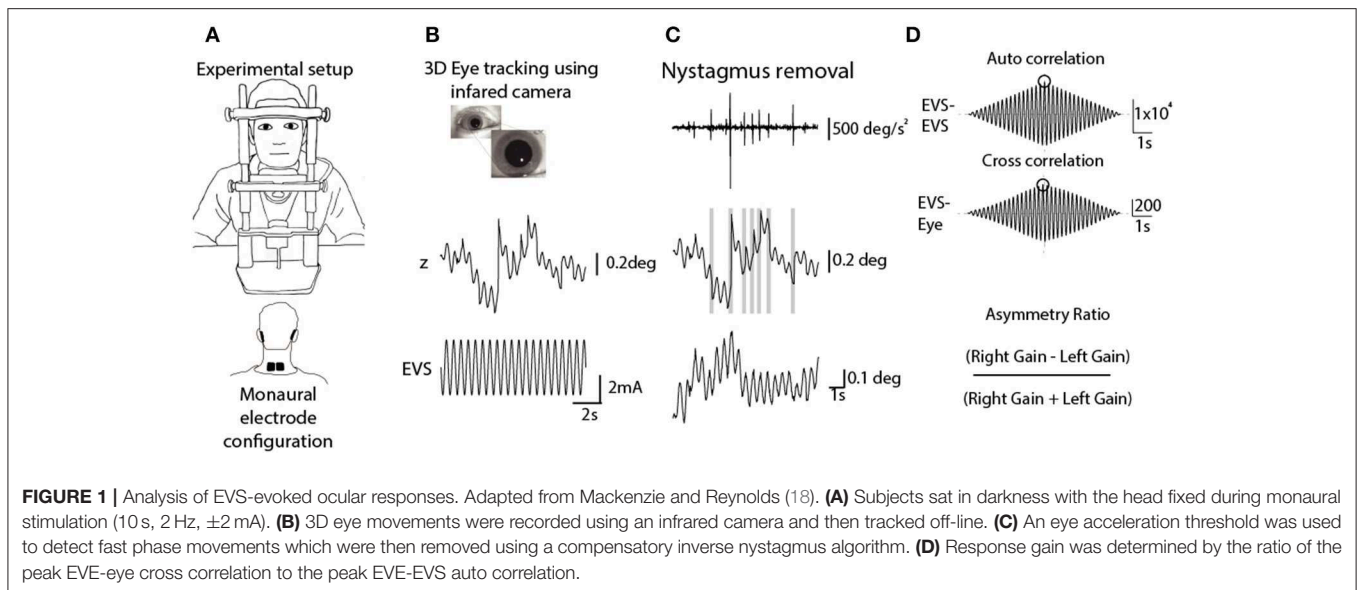 A
Experimental setup
Monaural
electrode
configuration
B
3D Eye tracking using
infared camera
z
0.2deg
EVS
2mA
2s
C
Nystagmus removal
500 deg/s²
0.2 deg
0.1 deg
1s
D
Auto correlation
EVS-
EVS
1x10⁴
1s
Cross correlation
EVS-
Eye
200
1s
Asymmetry Ratio
(Right Gain - Left Gain)
(Right Gain + Left Gain)
FIGURE 1 | Analysis of EVS-evoked ocular responses. Adapted from Mackenzie and Reynolds (18). (A) Subjects sat in darkness with the head fixed during monaural
stimulation (10 s, 2 Hz, ±2 mA). (B) 3D eye movements were recorded using an infrared camera and then tracked off-line. (C) An eye acceleration threshold was used
to detect fast phase movements which were then removed using a compensatory inverse nystagmus algorithm. (D) Response gain was determined by the ratio of the
peak EVE-eye cross correlation to the peak EVE-EVS auto correlation.